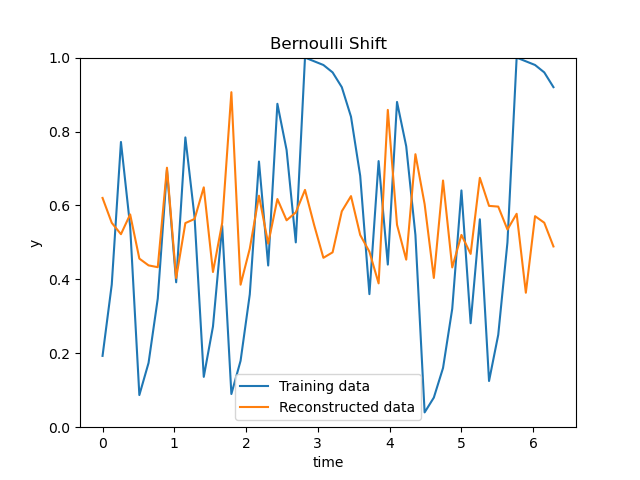 Bernoulli Shift
1.0
0.8
0.6
0.4
0.2
0.0
y
Training data
Reconstructed data
0 1 2 3 4 5 6
time